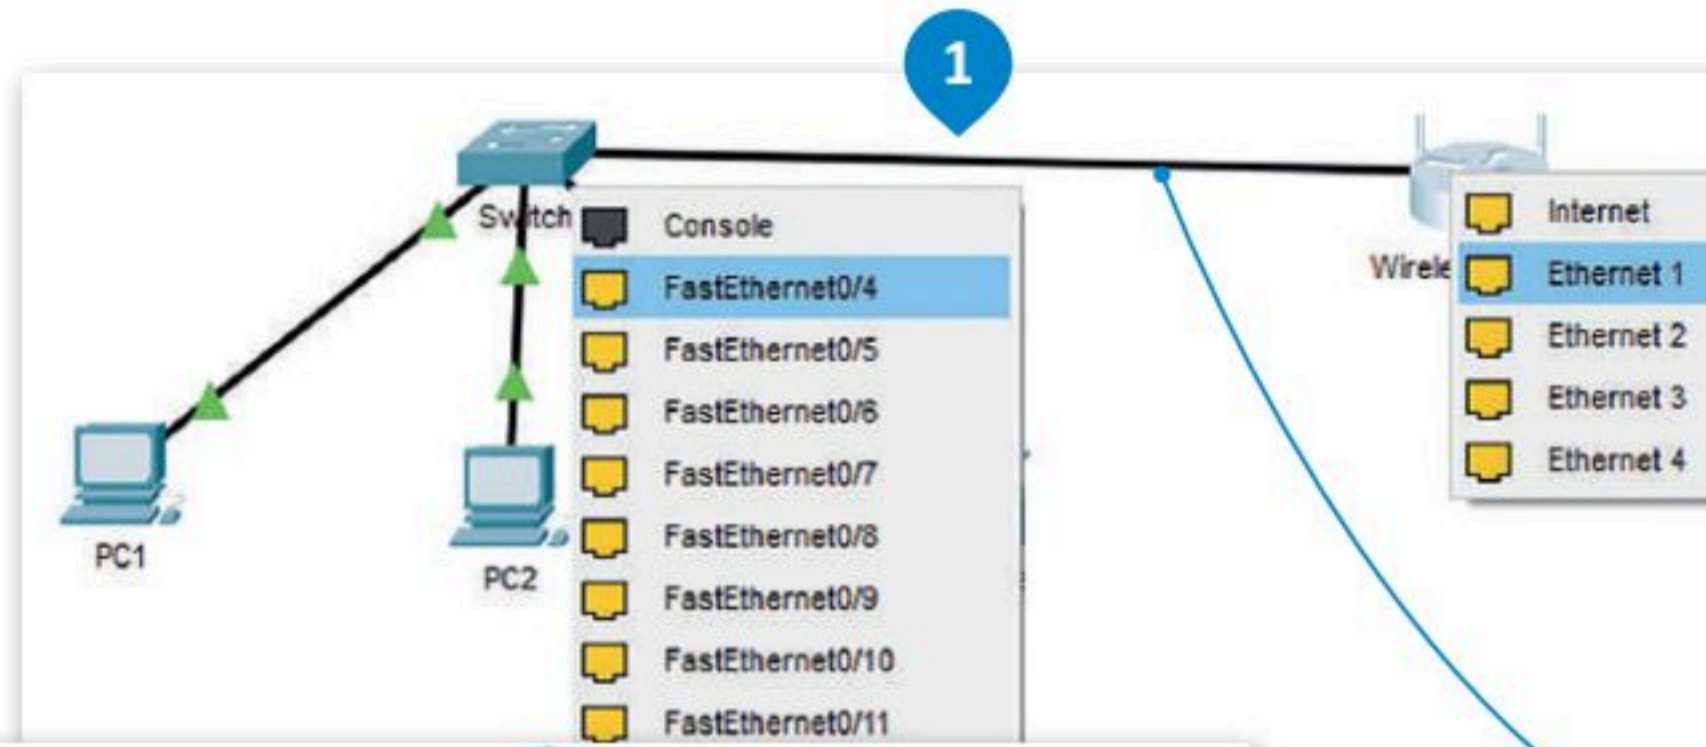 1
Switch
Console
FastEthernet0/4
FastEthernet0/5
FastEthernet0/6
FastEthernet0/7
FastEthernet0/8
FastEthernet0/9
FastEthernet0/10
FastEthernet0/11
PC1
PC2
Wirele
Internet
Ethernet 1
Ethernet 2
Ethernet 3
Ethernet 4